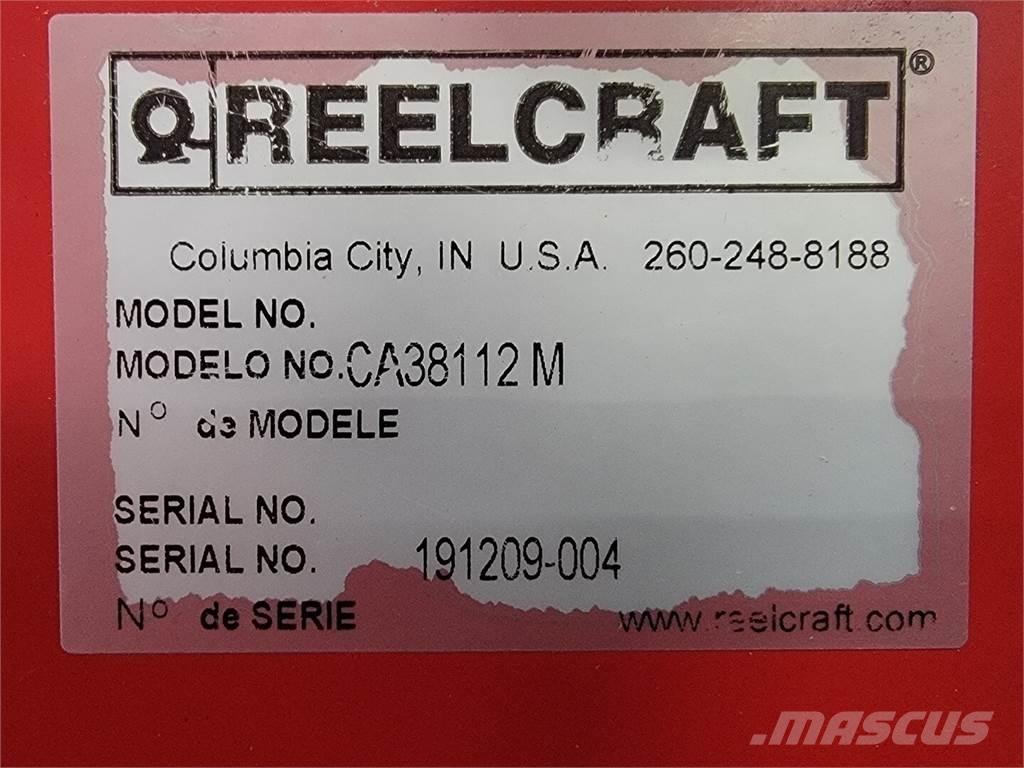 REELCRAFT®
Columbia City, IN U.S.A. 260-248-8188
MODEL NO.
MODELO NO. CA38112 M
N° de MODELE
SERIAL NO.
SERIAL NO. 191209-004
Nº de SERIE
www.reelcraft.com
.MASCUS